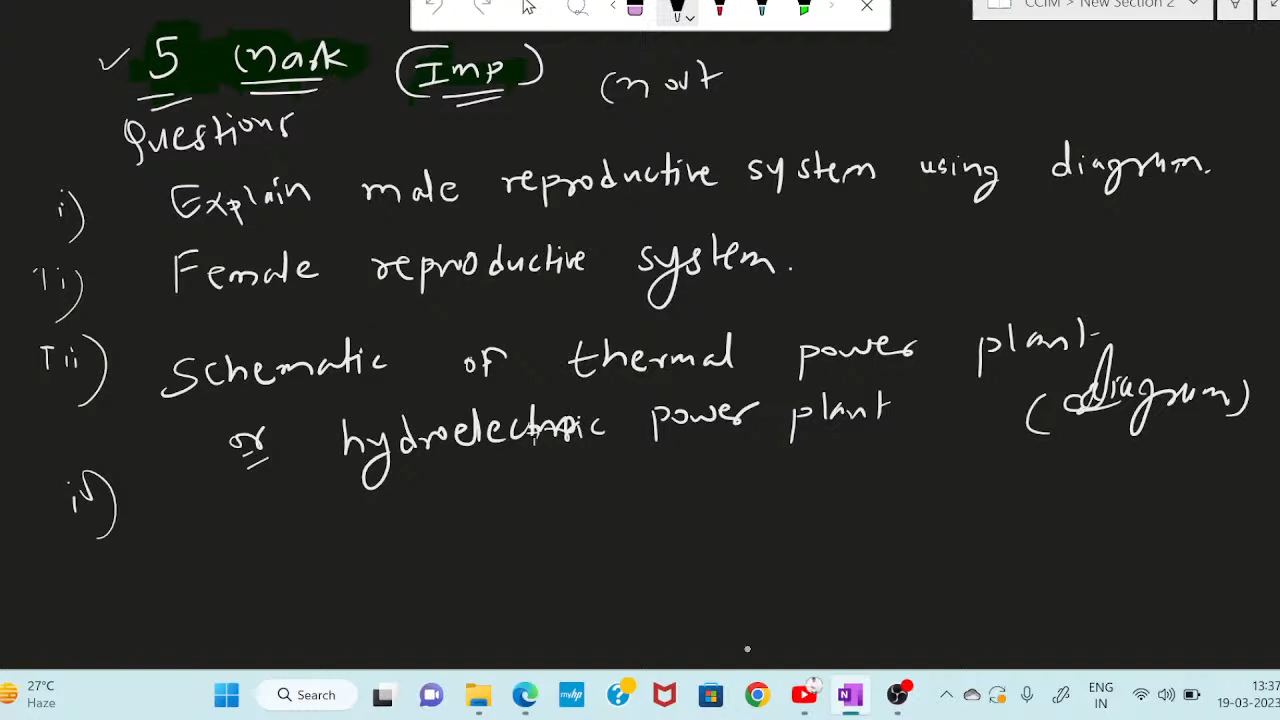 CCIM > New Section 2
5 mark (Imp) most
Questions
i) Explain male reproductive system using diagram.
ii) Female reproductive system.
iii) Schematic of thermal power plant
or hydroelectric power plant (diagram)
iv)
27°C
Haze
Search
myhp
ENG
IN
13:37
19-03-2023